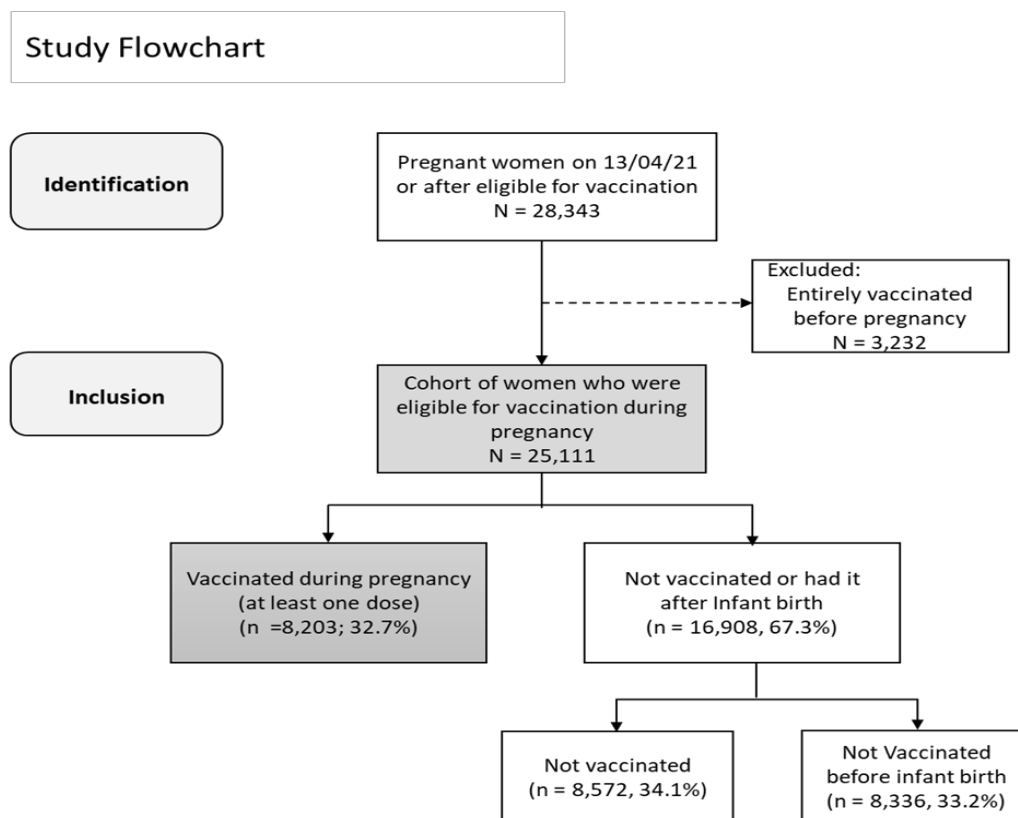 Study Flowchart
Identification
Pregnant women on 13/04/21
or after eligible for vaccination
N = 28,343
Excluded:
Entirely vaccinated
before pregnancy
N = 3,232
Inclusion
Cohort of women who were
eligible for vaccination during
pregnancy
N = 25,111
Vaccinated during pregnancy
(at least one dose)
(n =8,203; 32.7%)
Not vaccinated or had it
after Infant birth
(n = 16,908, 67.3%)
Not vaccinated
(n = 8,572, 34.1%)
Not Vaccinated
before infant birth
(n = 8,336, 33.2%)